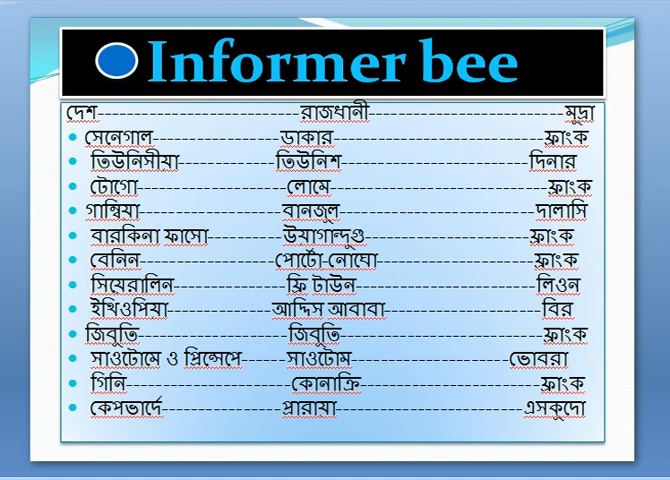 Informer bee
দেশ-------------------------রাজধানী------------------------মুদ্রা
সেনেগাল----------------ডাকার--------------------------ফ্রাংক
তিউনিসীয়া------------তিউনিশ------------------------দিনার
টোগো-------------------লোমে---------------------------ফ্রাংক
গাম্বিয়া------------------বানজুল------------------------দালাসি
বারকিনা ফাসো---------উয়াগান্দুগু--------------------ফ্রাংক
বেনিন------------------পোর্টো-নোঘো-------------------ফ্রাংক
সিয়েরালিন--------------ফ্রি টাউন-----------------------লিওন
ইথিওপিয়া-------------আদ্দিস আবাবা-------------------বির
জিবুতি-------------------জিবুতি-------------------------ফ্রাংক
সাওটোমে ও প্রিন্সেপে-----সাওটোম--------------------ভোবরা
গিনি---------------------কোনাক্রি-----------------------ফ্রাংক
কেপভার্দে---------------প্রারায়া------------------------এসকুদো